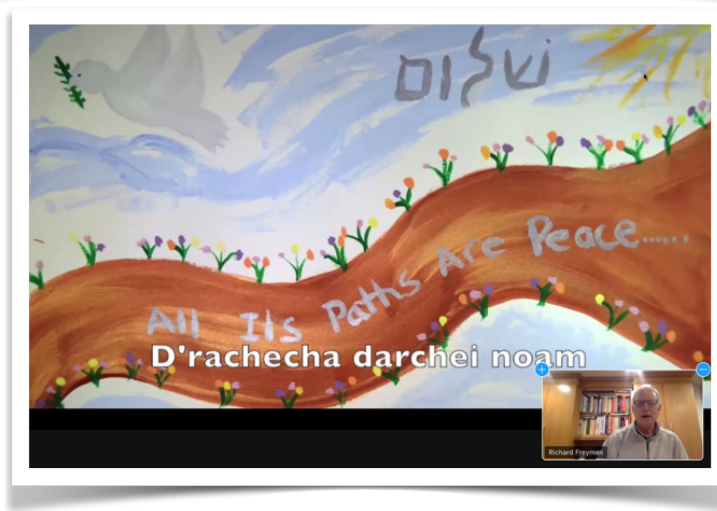 שלום
All Its Paths Are Peace......
D'rachecha darchei noam
Richard Freyman